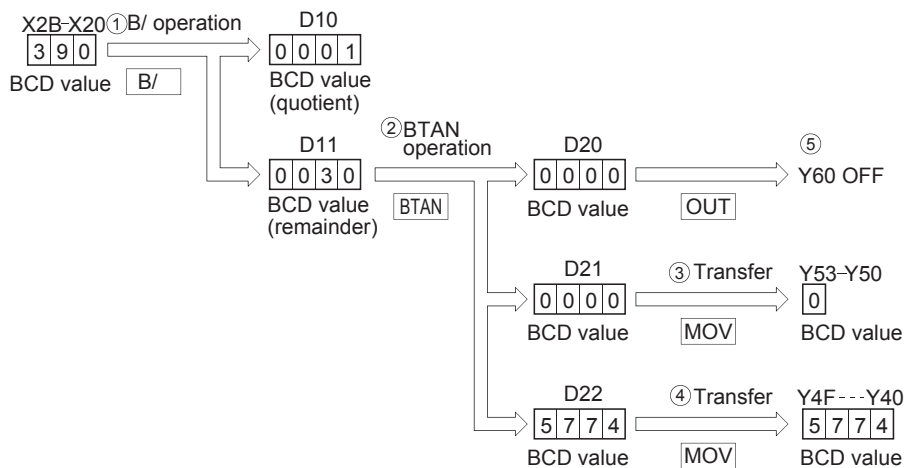 X2B-X20 ①B/ operation D10
3 9 0 0 0 0 1
BCD value B/ BCD value
(quotient)
D11 ②BTAN D20 ⑤
operation
0 0 3 0 0 0 0 0 Y60 OFF
BCD value BTAN BCD value OUT
(remainder)
D21 ③Transfer Y53-Y50
0 0 0 0 0
BCD value MOV BCD value
D22 ④Transfer Y4F---Y40
5 7 7 4 5 7 7 4
BCD value MOV BCD value